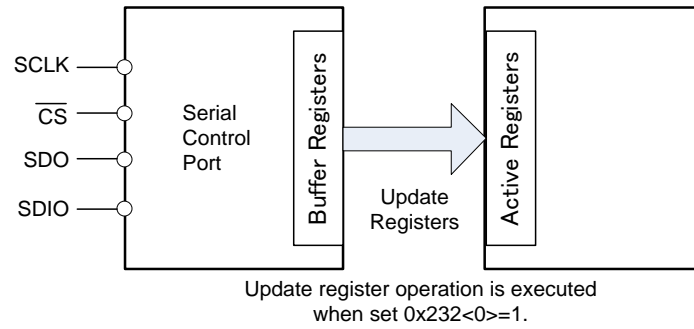 SCLK
CS
SDO
SDIO
Serial
Control
Port
Buffer Registers
Update
Registers
Active Registers
Update register operation is executed
when set 0x232<0>=1.